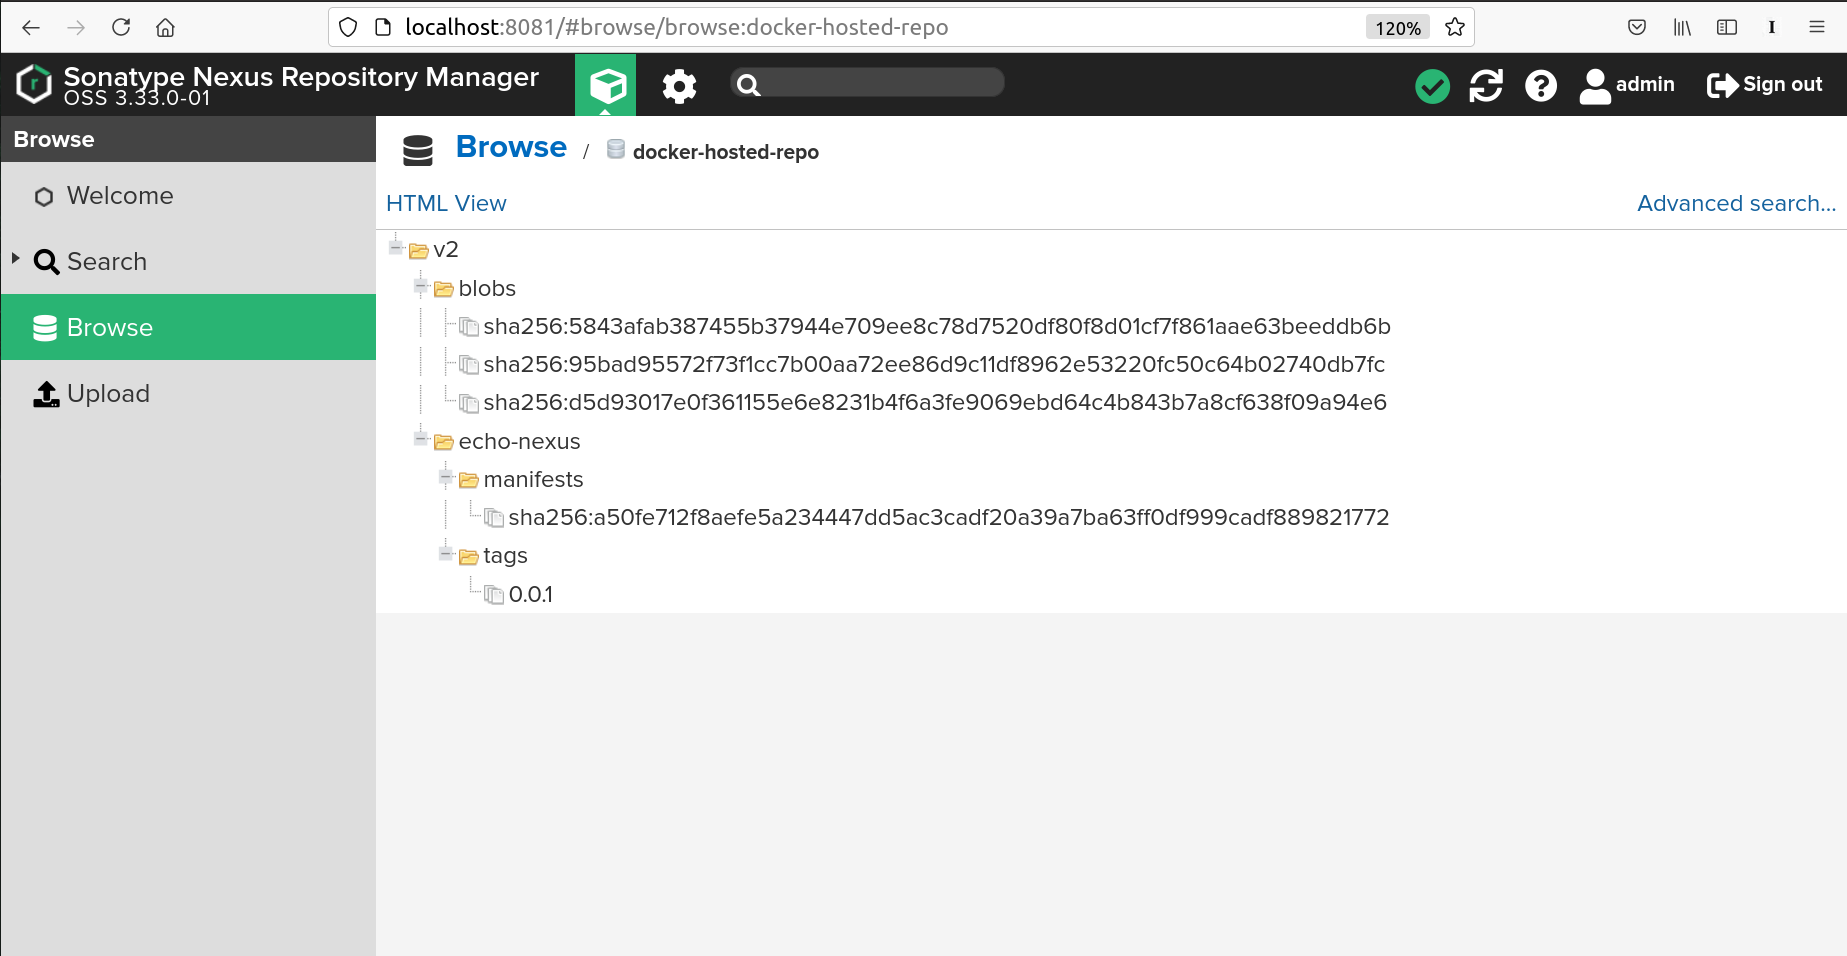 localhost:8081/#browse/browse:docker-hosted-repo 120%
Sonatype Nexus Repository Manager
OSS 3.33.0-01
admin Sign out
Browse
Welcome
Search
Browse
Upload
Browse / docker-hosted-repo
HTML View Advanced search...
v2
blobs
sha256:5843afab387455b37944e709ee8c78d7520df80f8d01cf7f861aae63beeddb6b
sha256:95bad95572f73f1cc7b00aa72ee86d9c11df8962e53220fc50c64b02740db7fc
sha256:d5d93017e0f361155e6e8231b4f6a3fe9069ebd64c4b843b7a8cf638f09a94e6
echo-nexus
manifests
sha256:a50fe712f8aefe5a234447dd5ac3cadf20a39a7ba63ff0df999cadf889821772
tags
0.0.1